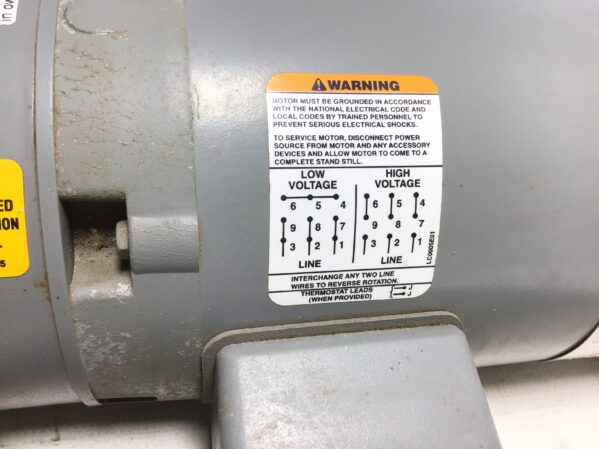 WARNING
MOTOR MUST BE GROUNDED IN ACCORDANCE
WITH THE NATIONAL ELECTRICAL CODE AND
LOCAL CODES BY TRAINED PERSONNEL TO
PREVENT SERIOUS ELECTRICAL SHOCKS.
TO SERVICE MOTOR, DISCONNECT POWER
SOURCE FROM MOTOR AND ANY ACCESSORY
DEVICES AND ALLOW MOTOR TO COME TO A
COMPLETE STAND STILL.
LOW
VOLTAGE
6 5 4
9 8 7
3 2 1
LINE
HIGH
VOLTAGE
6 5 4
9 8 7
3 2 1
LINE
LC0005E01
INTERCHANGE ANY TWO LINE
WIRES TO REVERSE ROTATION.
THERMOSTAT LEADS
(WHEN PROVIDED)
J
J
ED
ION
5